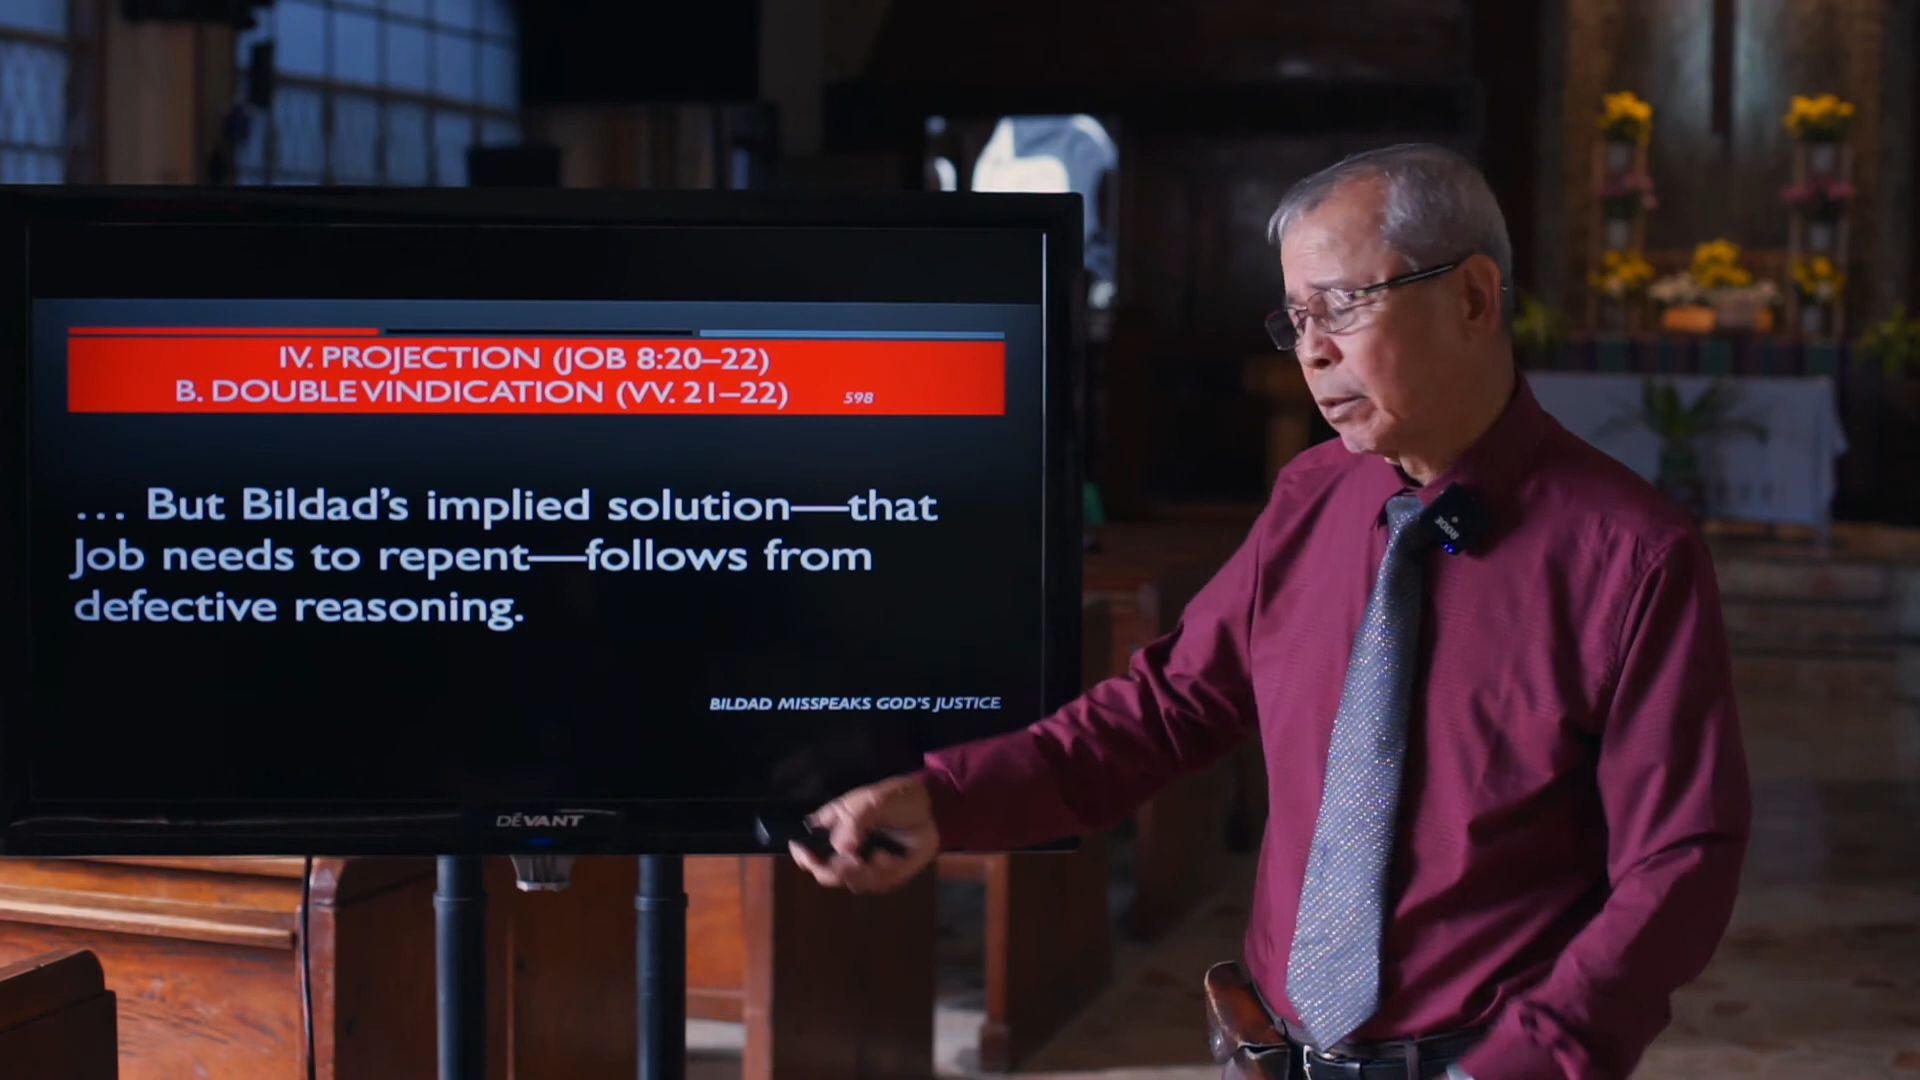 IV. PROJECTION (JOB 8:20–22)
B. DOUBLE VINDICATION (VV. 21–22) 598
… But Bildad’s implied solution—that
Job needs to repent—follows from
defective reasoning.
BILDAD MISSPEAKS GOD’S JUSTICE
DEVANT
RODE